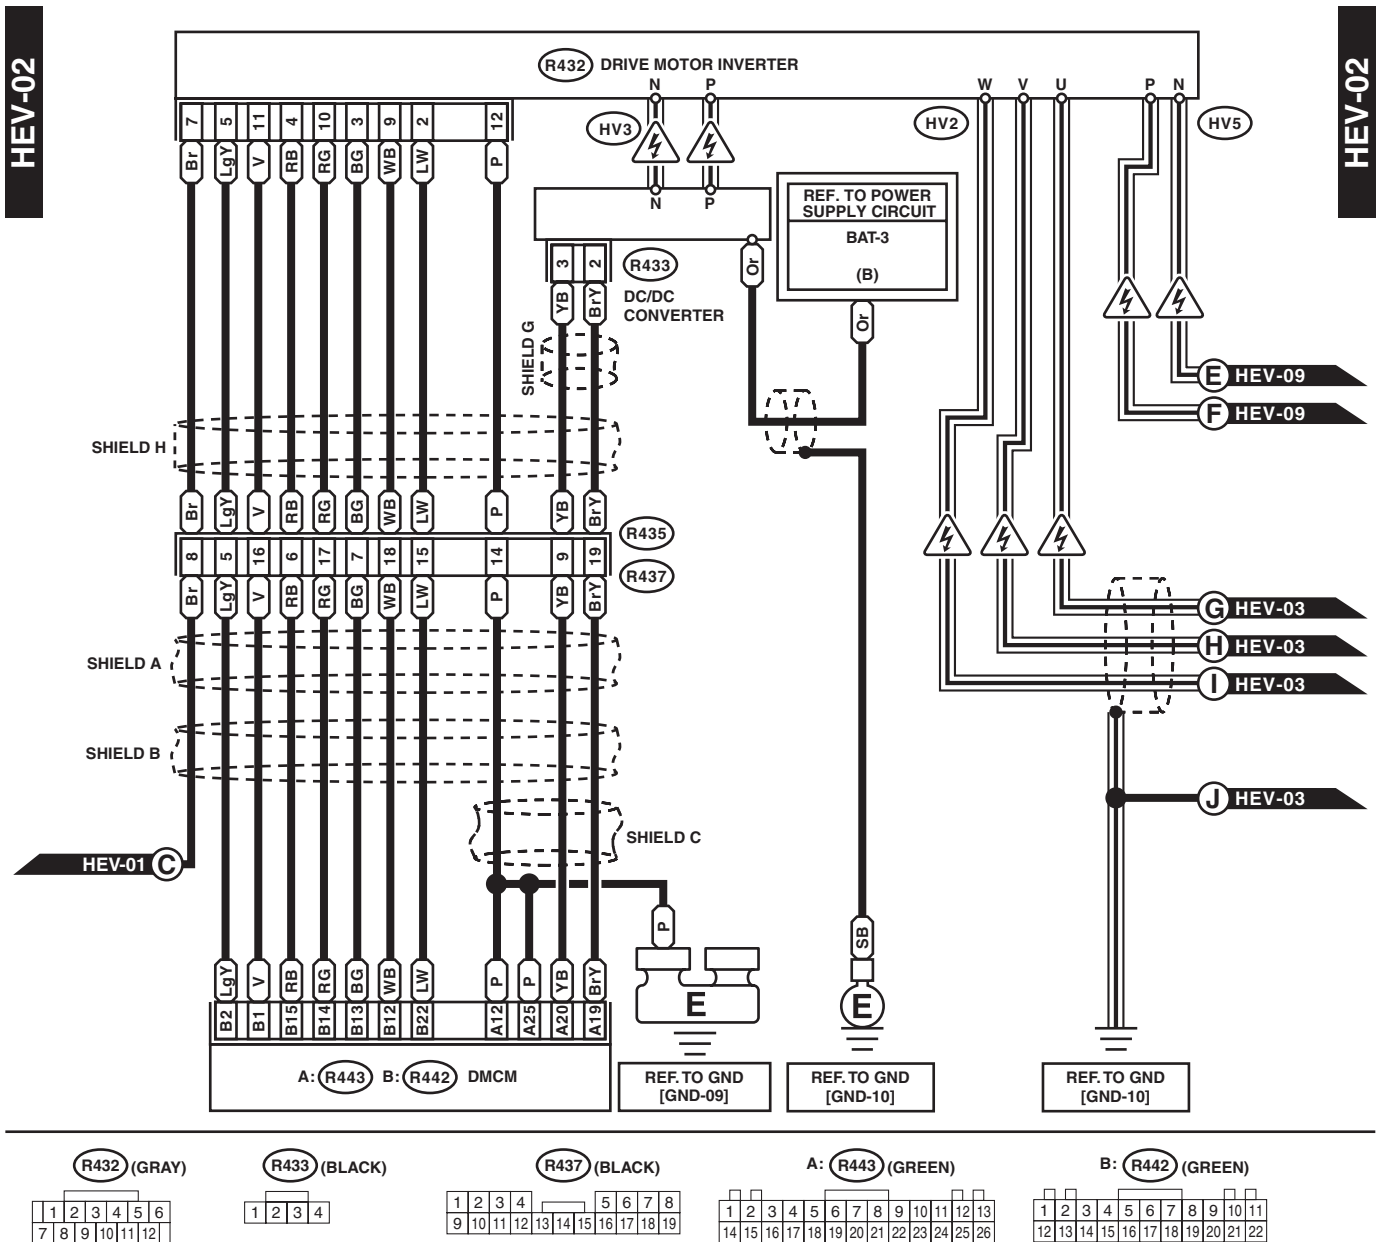 HEV-02
HEV-02
R432 DRIVE MOTOR INVERTER
N P W V U P N
HV3 HV2 HV5
7 5 11 4 10 3 9 2 12
Br LgY V RB RG BG WB LW P
N P
REF. TO POWER
SUPPLY CIRCUIT
BAT-3
(B)
3 2
R433
DC/DC
CONVERTER
Or
YB BrY
Or
SHIELD G
E HEV-09
F HEV-09
SHIELD H
Br LgY V RB RG BG WB LW P YB BrY
R435
8 5 16 6 17 7 18 15 14 9 19
R437
Br LgY V RB RG BG WB LW P YB BrY
G HEV-03
H HEV-03
I HEV-03
SHIELD A
SHIELD B
J HEV-03
SHIELD C
HEV-01 C
P
SB
LgY V RB RG BG WB LW P P YB BrY
B2 B1 B15 B14 B13 B12 B22 A12 A25 A20 A19
E
E
A: R443 B: R442 DMCM
REF. TO GND
[GND-09]
REF. TO GND
[GND-10]
REF. TO GND
[GND-10]
R432 (GRAY)
1 2 3 4 5 6
7 8 9 10 11 12
R433 (BLACK)
1 2 3 4
R437 (BLACK)
1 2 3 4 5 6 7 8
9 10 11 12 13 14 15 16 17 18 19
A: R443 (GREEN)
1 2 3 4 5 6 7 8 9 10 11 12 13
14 15 16 17 18 19 20 21 22 23 24 25 26
B: R442 (GREEN)
1 2 3 4 5 6 7 8 9 10 11
12 13 14 15 16 17 18 19 20 21 22